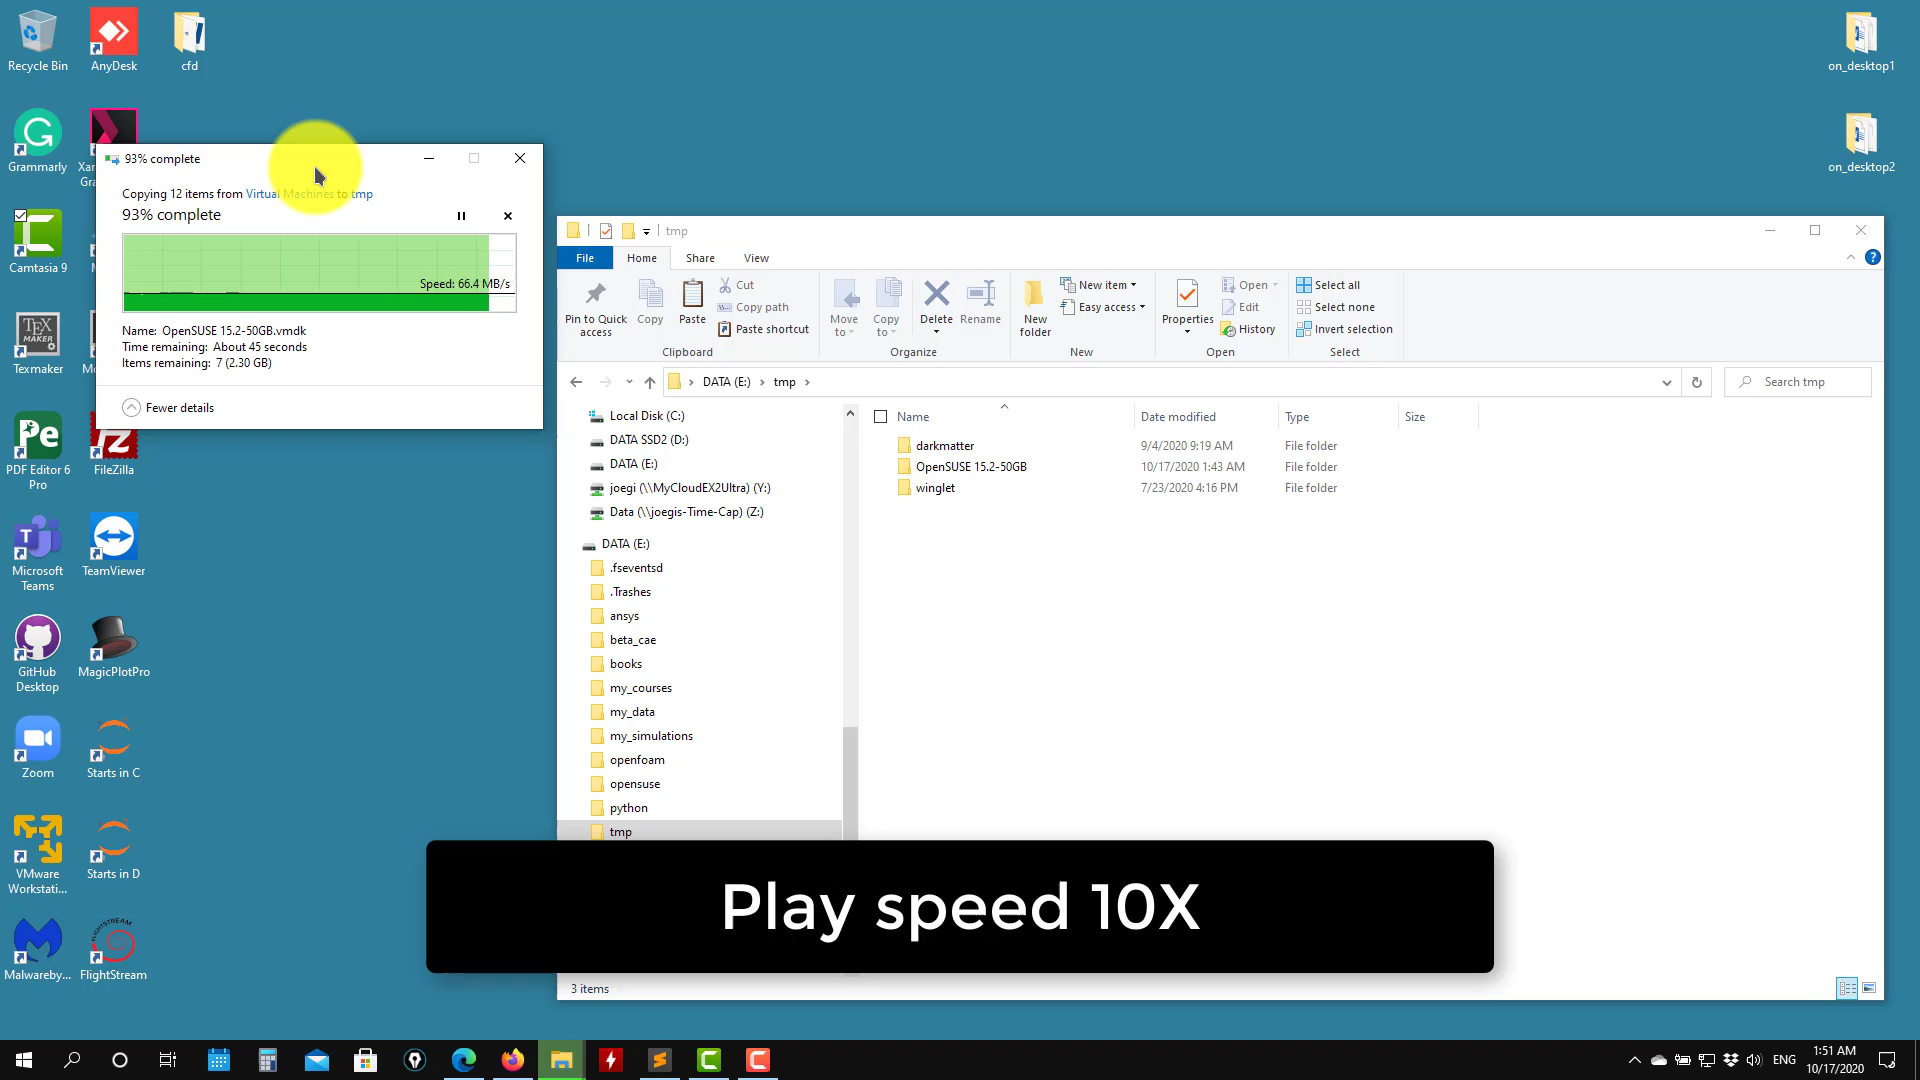 Recycle Bin
AnyDesk
cfd
on_desktop1
Grammarly
Xar
Gra
on_desktop2
Camtasia 9
TEX
MAKER
Texmaker
PDF Editor 6
Pro
FileZilla
Microsoft
Teams
TeamViewer
GitHub
Desktop
MagicPlotPro
Zoom
Starts in C
VMware
Workstati...
Starts in D
Malwareby...
FLIGHTSTREAM
FlightStream
93% complete
Copying 12 items from Virtual Machines to tmp
93% complete
Speed: 66.4 MB/s
Name: OpenSUSE 15.2-50GB.vmdk
Time remaining: About 45 seconds
Items remaining: 7 (2.30 GB)
Fewer details
tmp
File Home Share View
Pin to Quick
access
Copy
Paste
Cut
Copy path
Paste shortcut
Clipboard
Move
to
Copy
to
Delete
Rename
Organize
New
folder
New item
Easy access
New
Properties
Open
Edit
History
Open
Select all
Select none
Invert selection
Select
DATA (E:) > tmp >
Search tmp
Local Disk (C:)
DATA SSD2 (D:)
DATA (E:)
joegi (\\MyCloudEX2Ultra) (Y:)
Data (\\joegis-Time-Cap) (Z:)
DATA (E:)
.fseventsd
.Trashes
ansys
beta_cae
books
my_courses
my_data
my_simulations
openfoam
opensuse
python
tmp
Name Date modified Type Size
darkmatter 9/4/2020 9:19 AM File folder
OpenSUSE 15.2-50GB 10/17/2020 1:43 AM File folder
winglet 7/23/2020 4:16 PM File folder
Play speed 10X
3 items
ENG
1:51 AM
10/17/2020